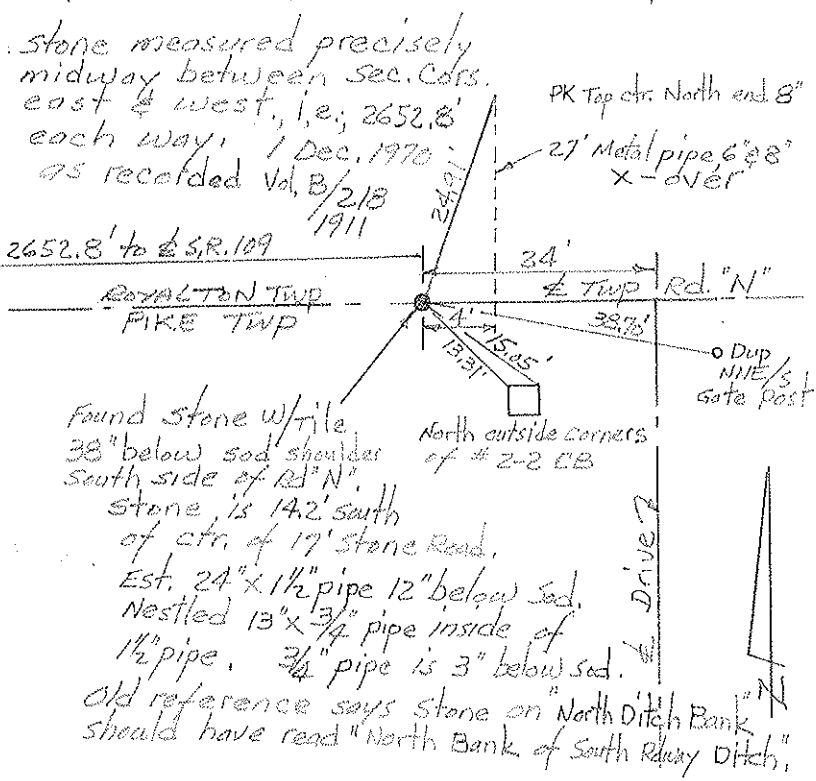 stone measured precisely
midway between Sec. Cors.
east & west, i.e., 2652.8'
each way. 1 Dec. 1970
as recorded Vol. B/218
1911
PK Top ctr. North end 8"
27' Metal pipe, 6" & 8"
X-over
24.91'
2652.8' to ℄ S.R. 109
34'
℄ Twp Rd. "N"
ROYALTON TWP
PIKE TWP
4'
38.76'
15.05'
13.31'
Dup
NHE/S
Gate Post
Found Stone W/Tile
38" below sod shoulder
South side of Rd "N".
North outside corners
of # 2-2 CB
Stone is 14.2' south
of ctr. of 17' Stone Road.
Est. 24" x 1½" pipe 12" below Sod.
Nestled 13" x ¾" pipe inside of
1½" pipe. ¾" pipe is 3" below sod.
℄ Drive
Old reference says Stone on "North Ditch Bank"
should have read "North Bank of South Rdway Ditch".
N